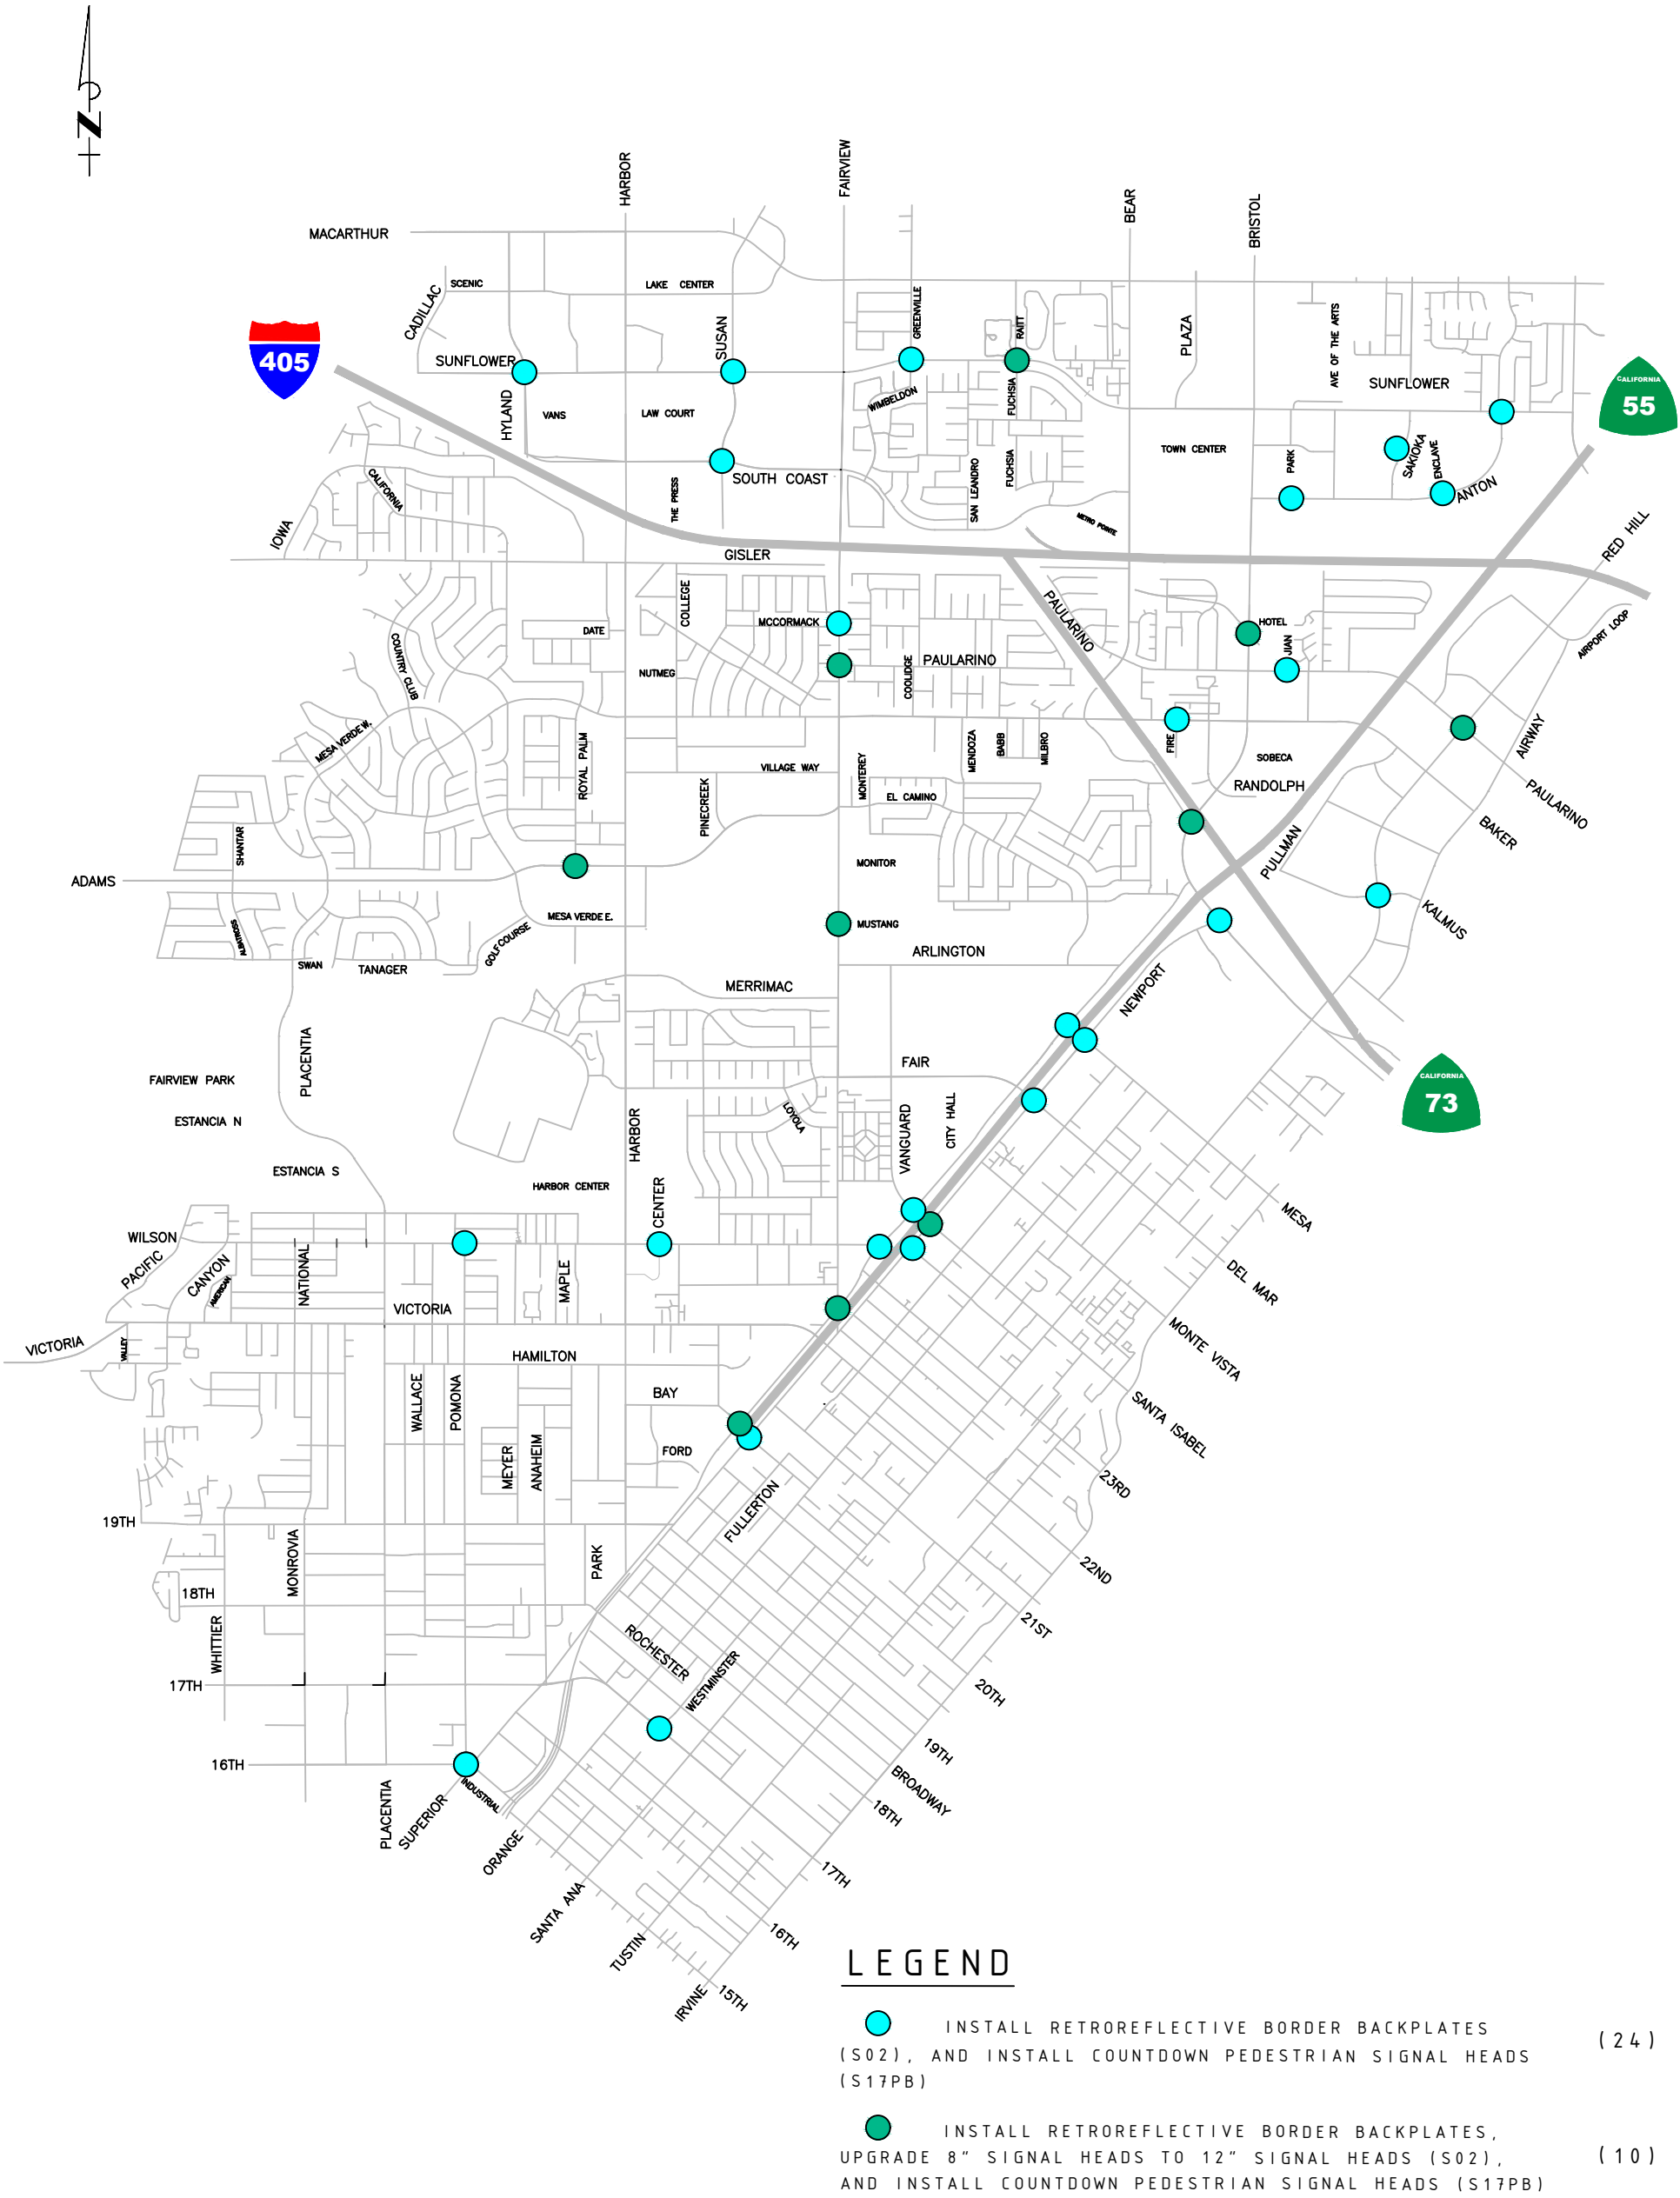 N
HARBOR
FAIRVIEW
BEAR
BRISTOL
MACARTHUR
CADILLAC
SCENIC
LAKE CENTER
SUSAN
GREENVILLE
RAITT
PLAZA
AVE OF THE ARTS
405
SUNFLOWER
SUNFLOWER
CALIFORNIA
55
HYLAND
VANS
LAW COURT
WIMBELDON
FUCHSIA
TOWN CENTER
PARK
SAKIOKA
ENCLAVE
ANTON
CALIFORNIA
THE PRESS
SOUTH COAST
SAN LEANDRO
FUCHSIA
METRO POINTE
IOWA
GISLER
RED HILL
COLLEGE
MCCORMACK
PAULARINO
HOTEL
JIAN
AIRPORT LOOP
DATE
COUNTRY CLUB
NUTMEG
COOLIDGE
PAULARINO
MESA VERDE W.
ROYAL PALM
VILLAGE WAY
MONTEREY
MENDOZA
BABB
MILBRO
FIRE
SOBECA
AIRWAY
RANDOLPH
PAULARINO
PINECREEK
EL CAMINO
BAKER
SHANTAR
MONITOR
PULLMAN
ADAMS
MESA VERDE E.
MUSTANG
KALMUS
ALBATROSS
GOLF COURSE
SWAN
TANAGER
ARLINGTON
MERRIMAC
NEWPORT
PLACENTIA
FAIR
CALIFORNIA
73
FAIRVIEW PARK
ESTANCIA N
LOYOLA
VANGUARD
CITY HALL
HARBOR
ESTANCIA S
HARBOR CENTER
CENTER
MESA
WILSON
PACIFIC
CANYON
AMERICAN
NATIONAL
MAPLE
DEL MAR
VICTORIA
VICTORIA
VALLEY
MONTE VISTA
HAMILTON
WALLACE
POMONA
BAY
SANTA ISABEL
MEYER
ANAHEIM
FORD
23RD
FULLERTON
19TH
MONROVIA
PARK
22ND
18TH
WHITTIER
ROCHESTER
21ST
17TH
WESTMINSTER
20TH
16TH
INDUSTRIAL
19TH
PLACENTIA
SUPERIOR
BROADWAY
18TH
ORANGE
17TH
SANTA ANA
16TH
TUSTIN
IRVINE
15TH
LEGEND
INSTALL RETROREFLECTIVE BORDER BACKPLATES
(S02), AND INSTALL COUNTDOWN PEDESTRIAN SIGNAL HEADS
(S17PB)
(24)
INSTALL RETROREFLECTIVE BORDER BACKPLATES,
UPGRADE 8" SIGNAL HEADS TO 12" SIGNAL HEADS (S02),
AND INSTALL COUNTDOWN PEDESTRIAN SIGNAL HEADS (S17PB)
(10)